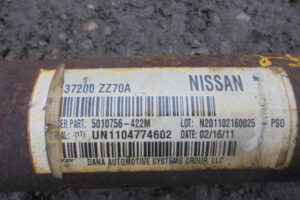 37200 ZZ70A NISSAN
ER PART: 5010756-422M LOT: N201102160025 - PSO
AL: (1T) UN1104774602 DATE: 02/16/11
DANA AUTOMOTIVE SYSTEMS GROUP, LLC